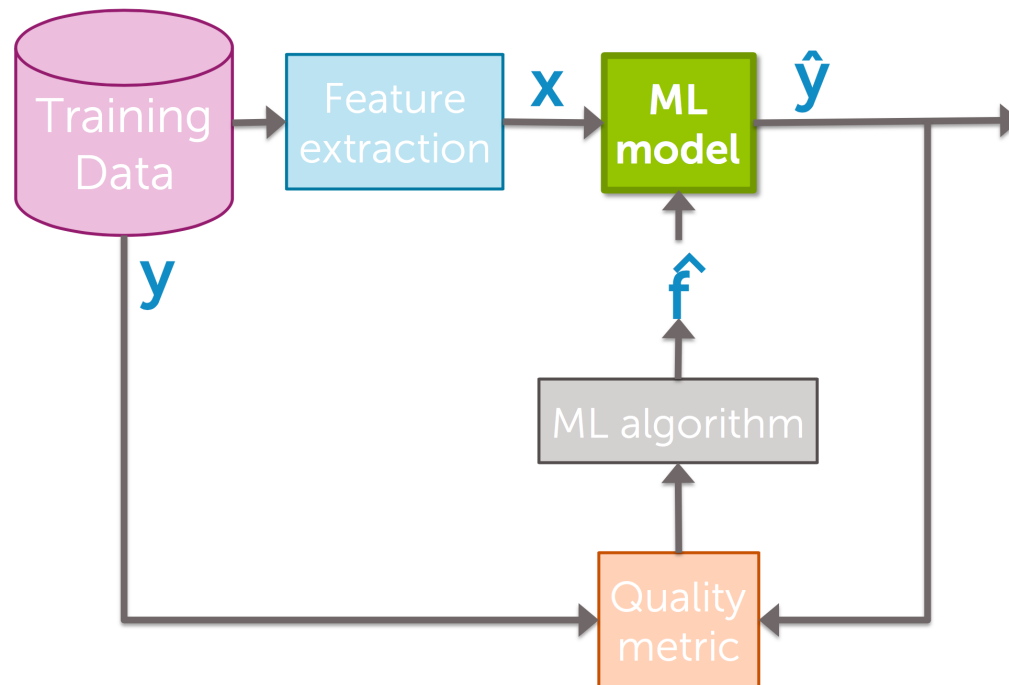 Training
Data
Feature
extraction
x
ML
model
ŷ
y
f̂
ML algorithm
Quality
metric